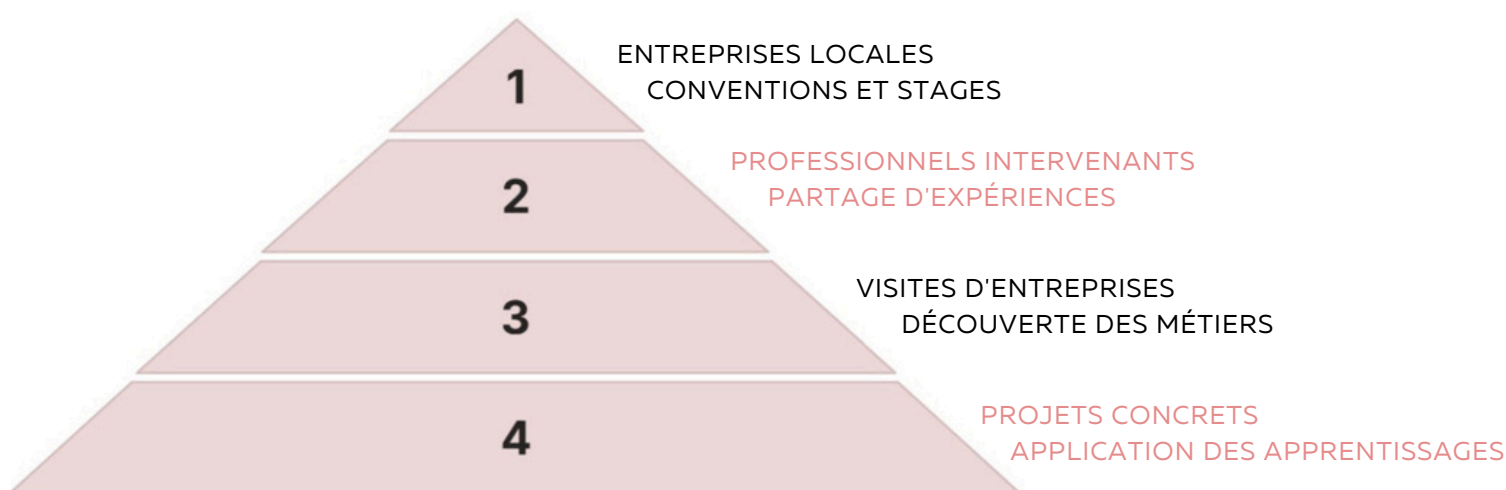 1
ENTREPRISES LOCALES
CONVENTIONS ET STAGES
2
PROFESSIONNELS INTERVENANTS
PARTAGE D'EXPÉRIENCES
3
VISITES D'ENTREPRISES
DÉCOUVERTE DES MÉTIERS
4
PROJETS CONCRETS
APPLICATION DES APPRENTISSAGES